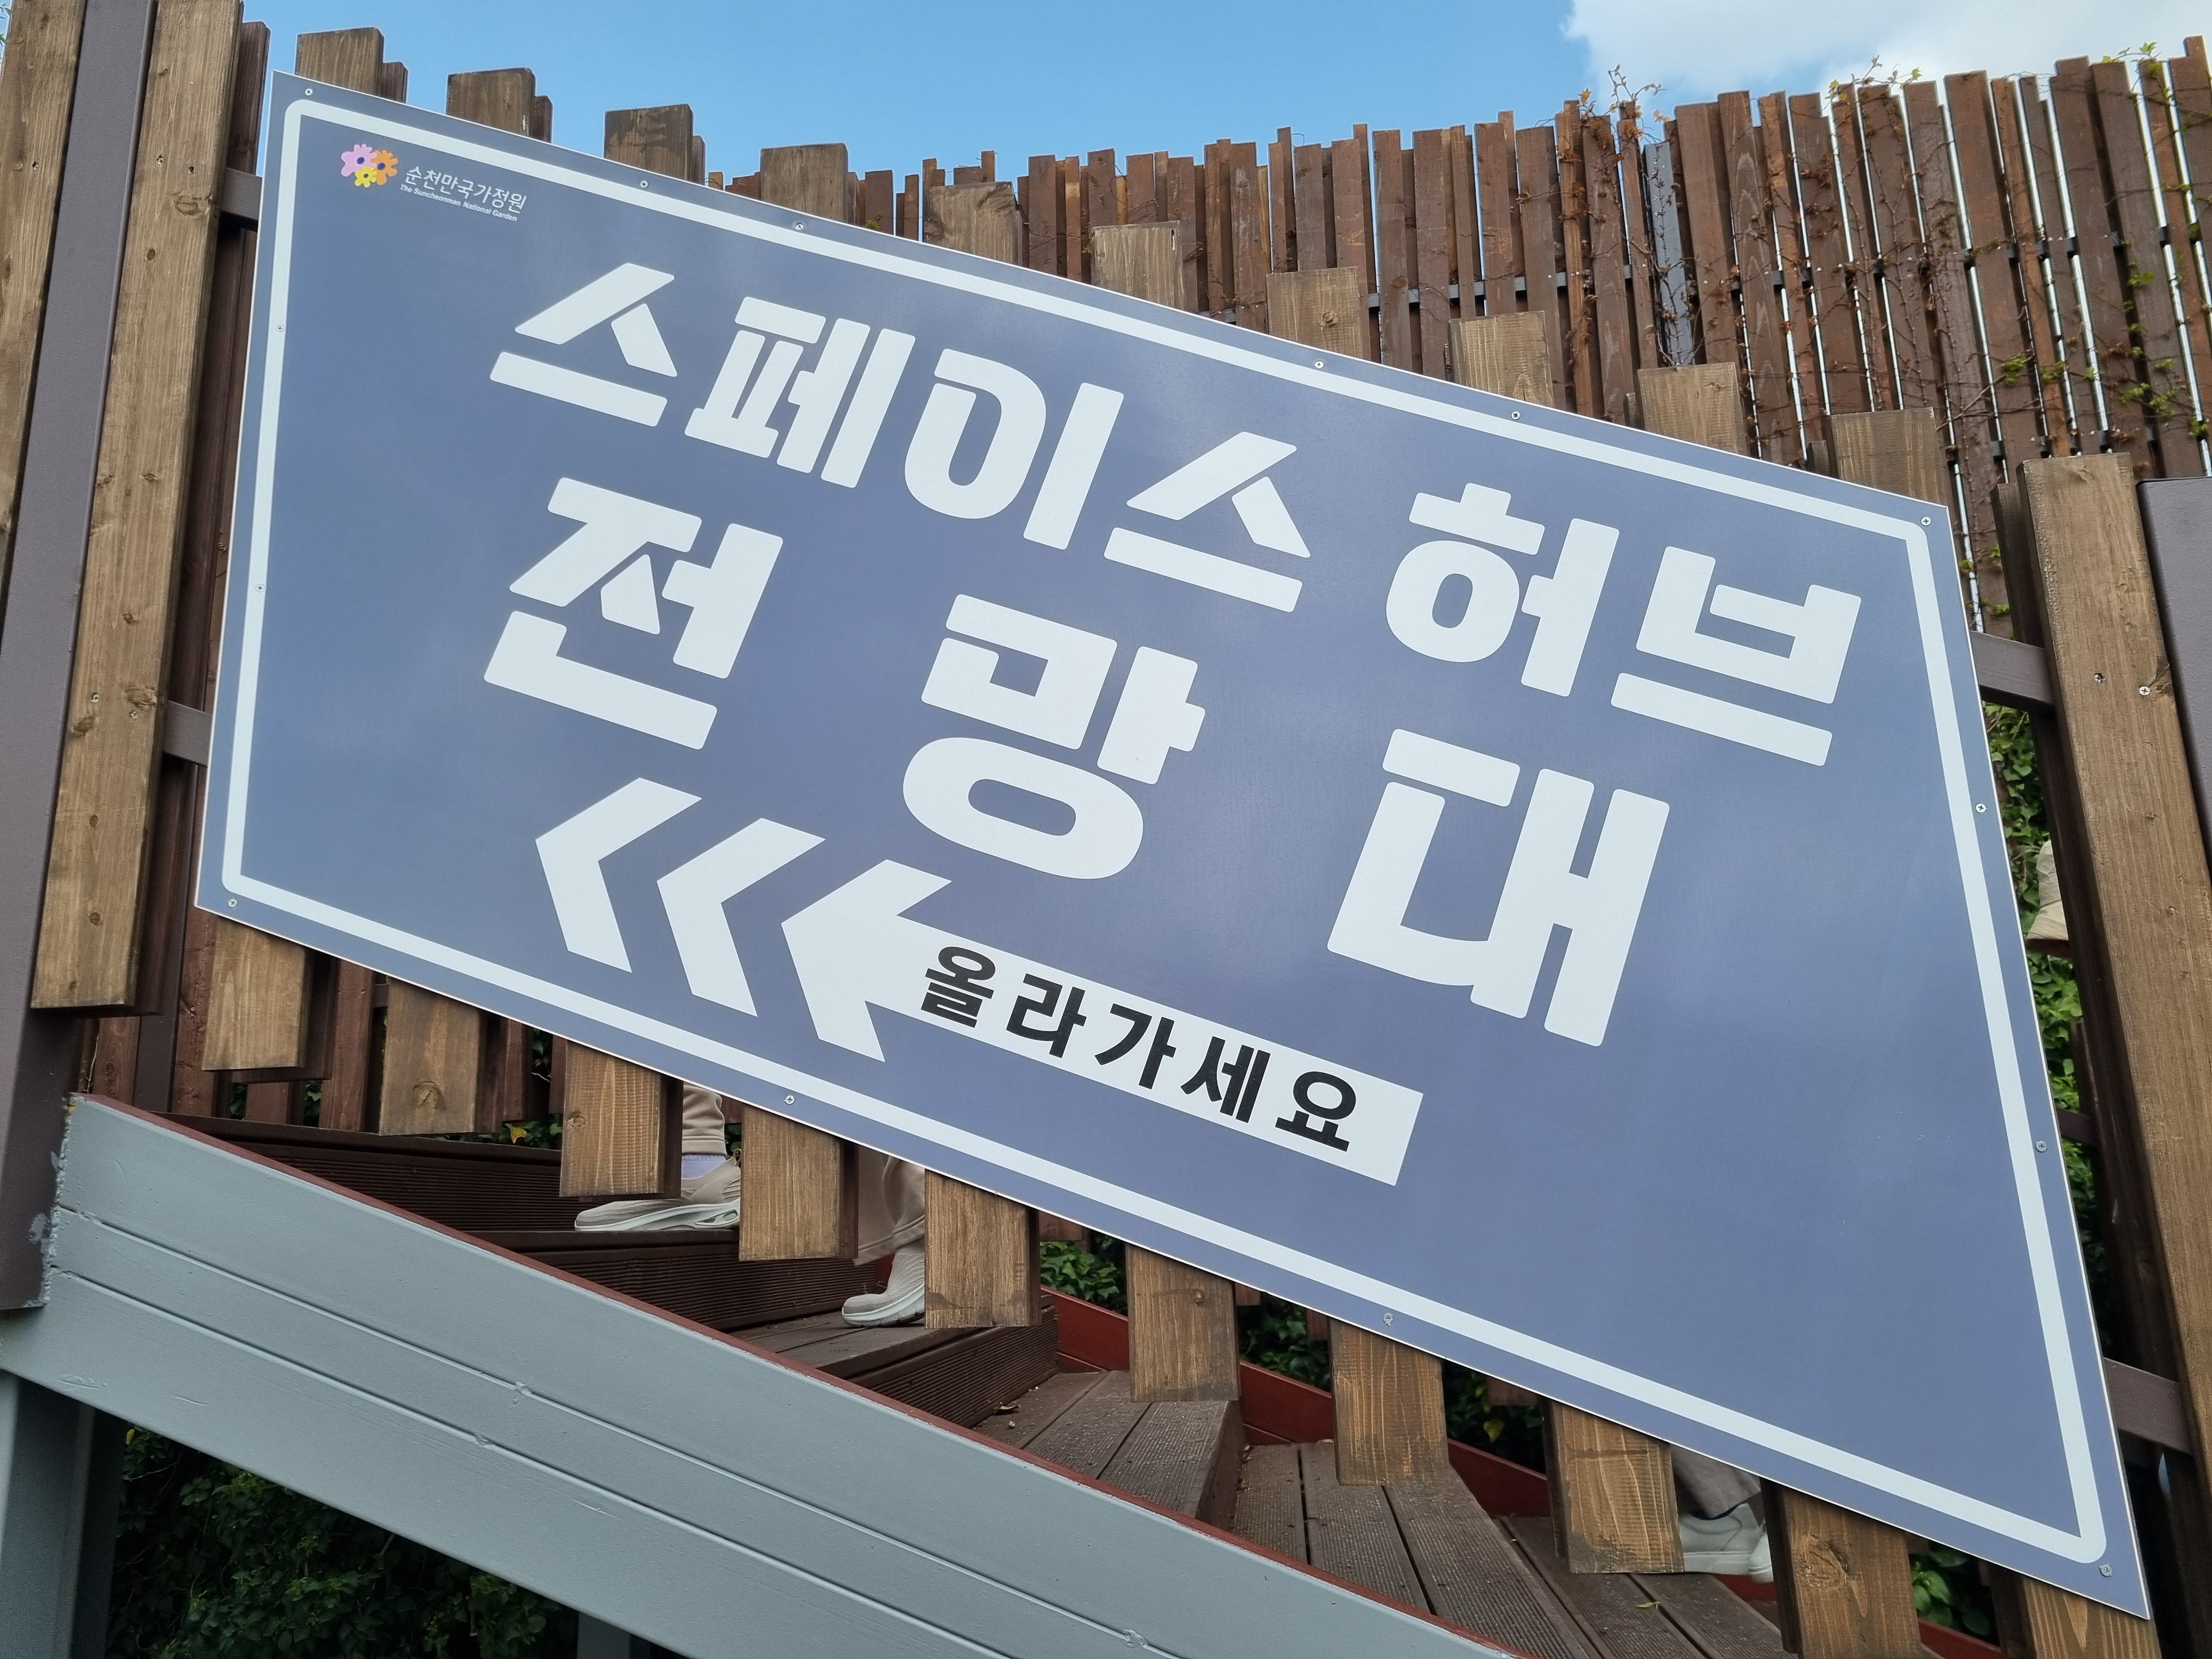 순천만국가정원
The Suncheonman National Garden
스페이스 허브
전 망 대
올라가세요